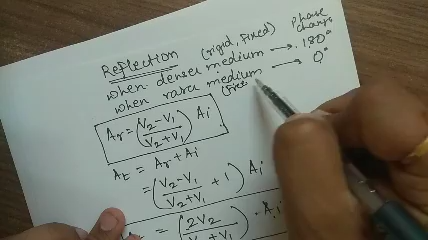 phase
change
Reflection (rigid, fixed)
when denser medium → 180°
when rarer medium → 0°
(free
Ar = (V2 - V1 / V2 + V1) Ai
At = Ar + Ai
= (V2 - V1 / V2 + V1 + 1) Ai
= (2V2 / V2 + V1) Ai